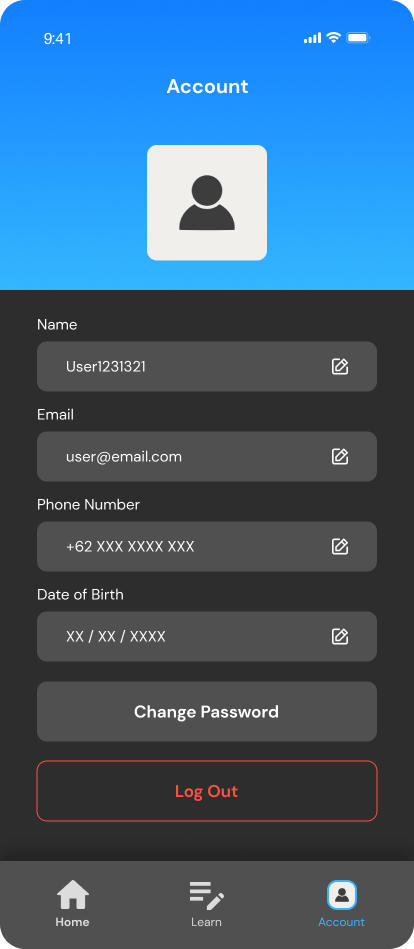 9:41
Account
Name
User1231321
Email
user@email.com
Phone Number
+62 XXX XXXX XXX
Date of Birth
XX / XX / XXXX
Change Password
Log Out
Home
Learn
Account